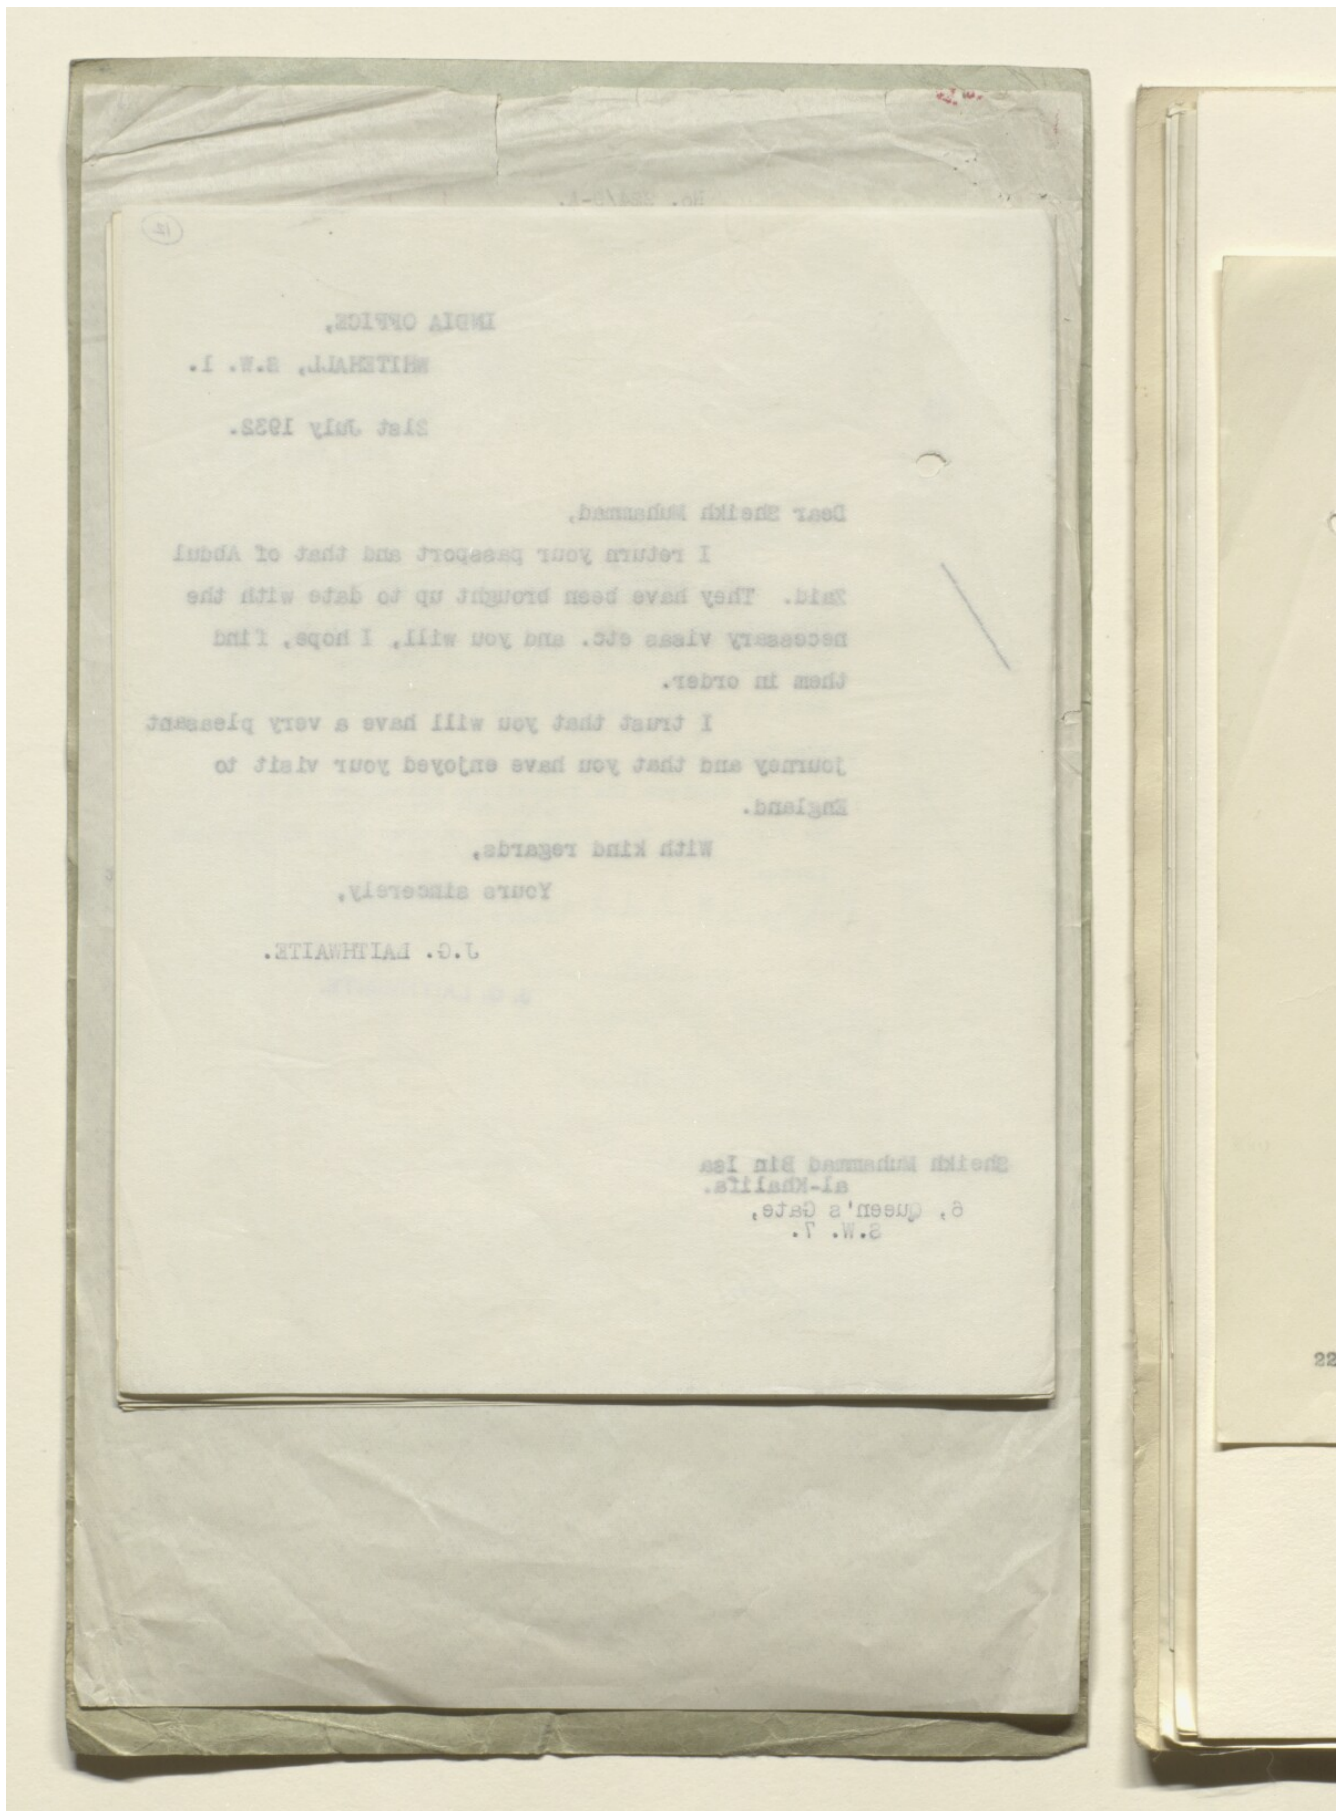 12
INDIA OFFICE,
WHITEHALL, S.W. 1.
21st July 1932.
Dear Sheikh Muhammad,
I return your passport and that of Abdul
Zaid. They have been brought up to date with the
necessary visas etc. and you will, I hope, find
them in order.
I trust that you will have a very pleasant
journey and that you have enjoyed your visit to
England.
With kind regards,
Yours sincerely,
J.G. LAITHWAITE.
J. G. LAITHWAITE.
Sheikh Muhammad Bin Isa
al-Khalifa.
6, Queen's Gate,
S.W. 7.
22